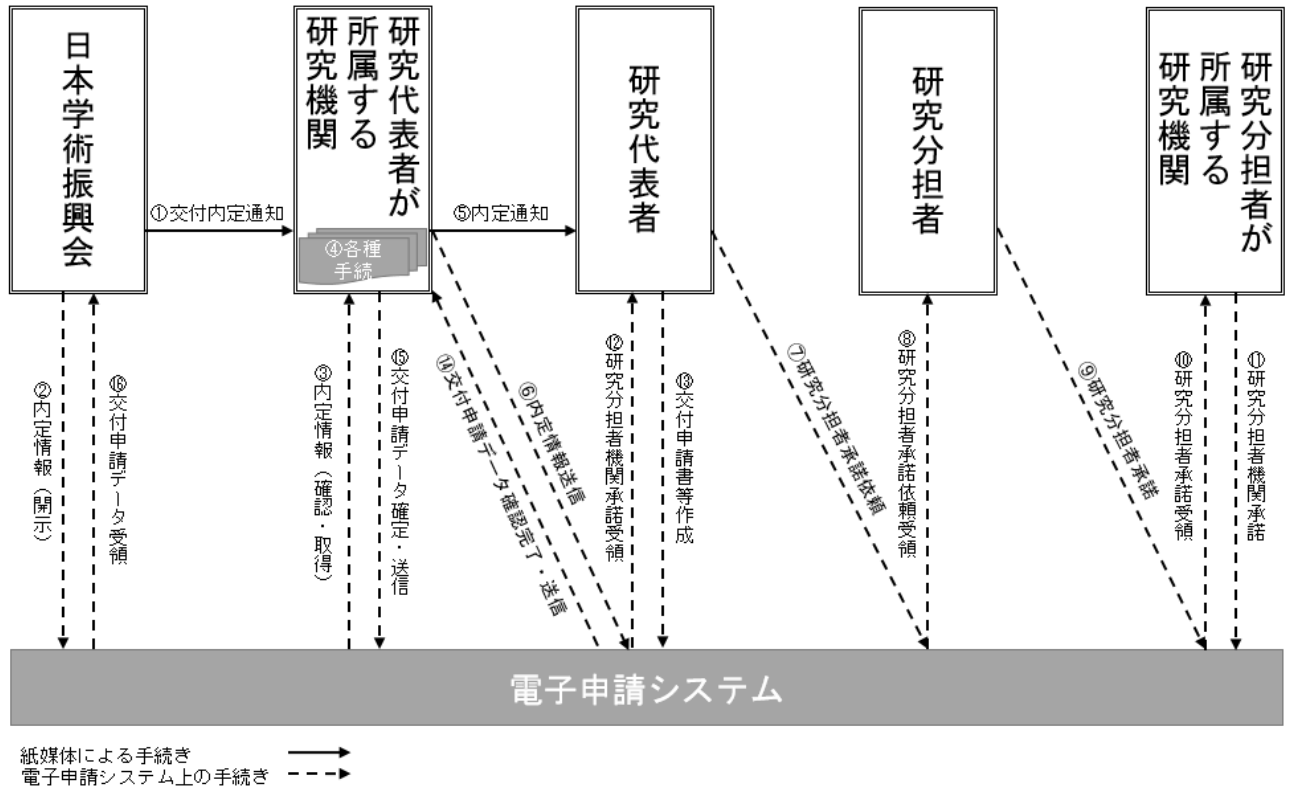 日本学術振興会
研究代表者が
所属する
研究機関
研究代表者
研究分担者
研究分担者が
所属する
研究機関
①交付内定通知
④各種
手続
⑤内定通知
②内定情報（開示）
⑯交付申請データ受領
③内定情報（確認・取得）
⑮交付申請データ確定・送信
⑭交付申請データ確認完了・送信
⑥内定情報送信
⑫研究分担者機関承諾受領
⑬交付申請書等作成
⑦研究分担者承諾依頼
⑧研究分担者承諾依頼受領
⑨研究分担者承諾
⑩研究分担者承諾受領
⑪研究分担者機関承諾
電子申請システム
紙媒体による手続き
電子申請システム上の手続き